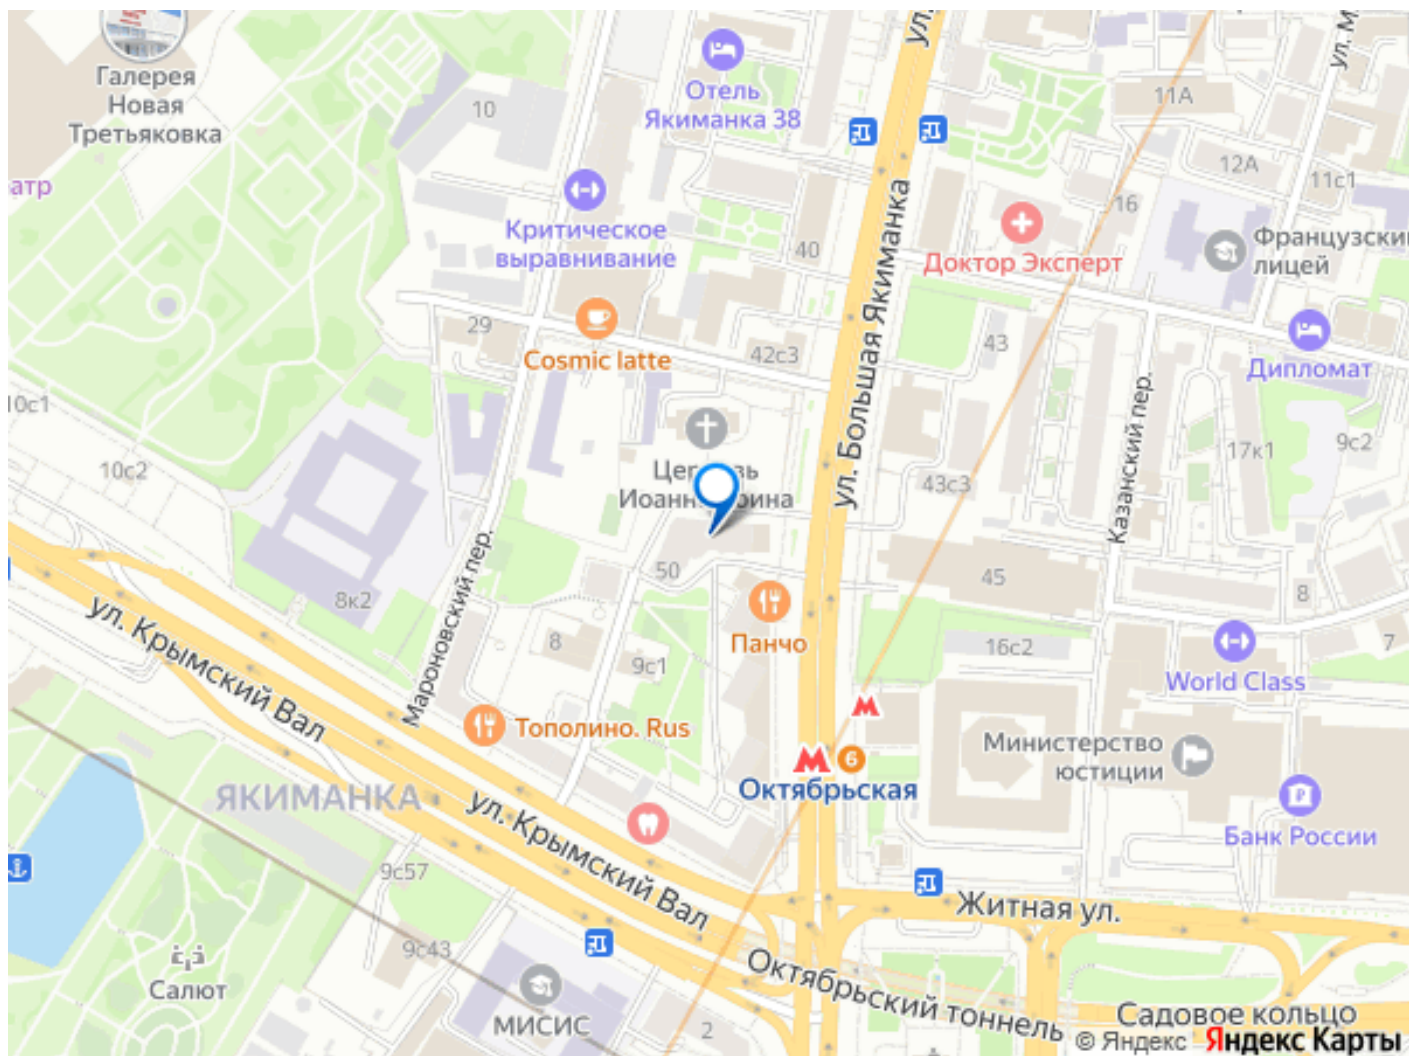 Галерея
Новая
Третьяковка
атр
10
Отель
Якиманка 38
ул.
ул. М
11А
12А
11с1
16
Критическое
выравнивание
40
Доктор Эксперт
Французский
лицей
ул. Большая Якиманка
29
Cosmic latte
42с3
43
Дипломат
10с1
10с2
Казанский пер.
17к1
9с2
43с3
Церковь
50
45
8
8к2
Мароновский пер.
ул. Крымский Вал
8
9с1
Панчо
16с2
7
World Class
Тополино. Rus
Министерство
юстиции
6
Октябрьская
ЯКИМАНКА
ул. Крымский Вал
Банк России
9с57
Житная ул.
9с43
Салют
МИСИС
2
Октябрьский тоннель
Садовое кольцо
© Яндекс Яндекс Карты